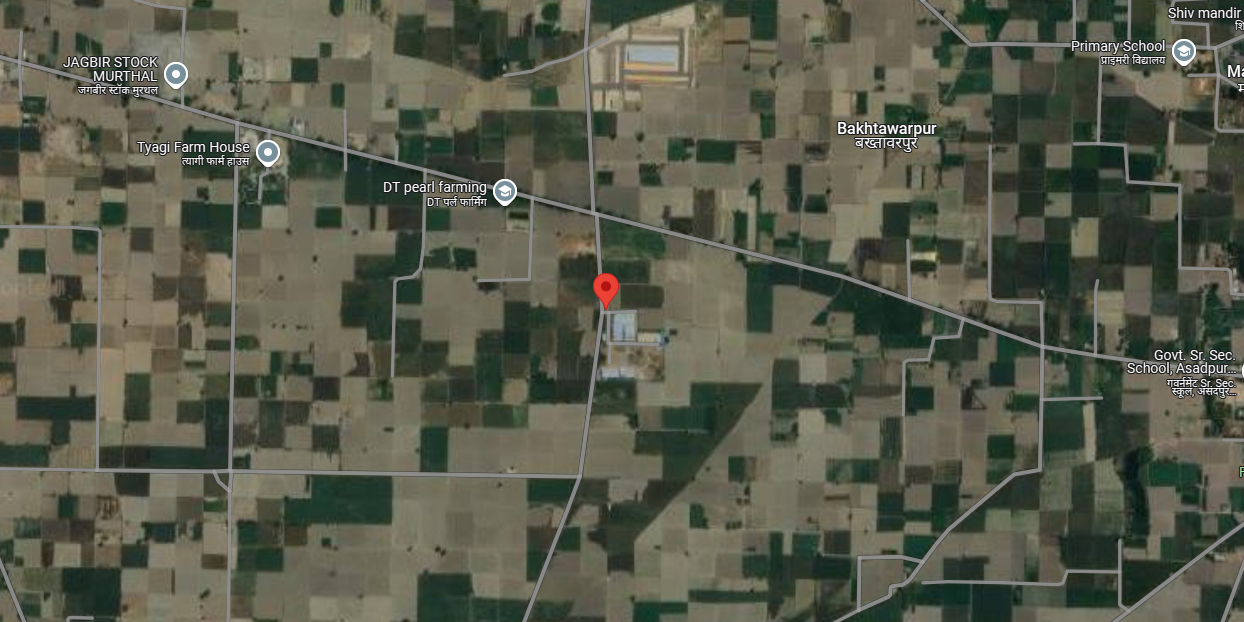 Shiv mandir
शि
JAGBIR STOCK
MURTHAL
जगबीर स्टॉक मुरथल
Primary School
प्राइमरी विद्यालय
Ma
म
Tyagi Farm House
त्यागी फार्म हाउस
Bakhtawarpur
बख्तावरपुर
DT pearl farming
DT पर्ल फार्मिंग
Govt. Sr. Sec.
School, Asadpur...
गवर्नमेंट Sr. Sec.
स्कूल, असदपुर...
F